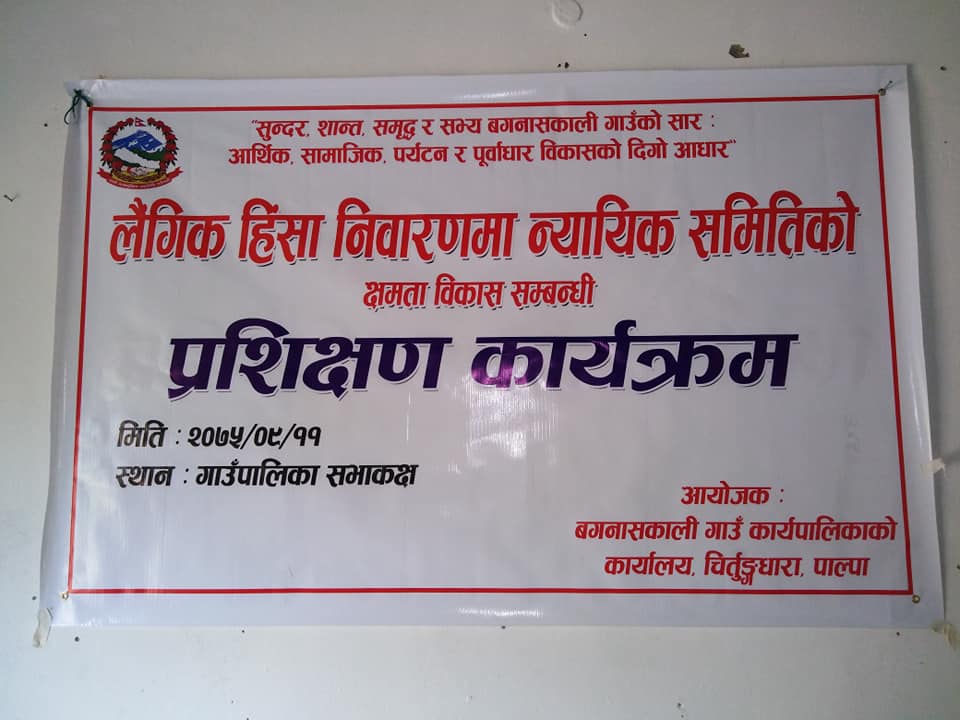 "सुन्दर, शान्त, समृद्ध र सभ्य बगनासकाली गाउँको सार :
आर्थिक, सामाजिक, पर्यटन र पूर्वाधार विकासको दिगो आधार"
लैगिक हिंसा निवारणमा न्यायिक समितिको
क्षमता विकास सम्बन्धी
प्रशिक्षण कार्यक्रम
मिति : २०७५/०९/११
स्थान : गाउँपालिका सभाकक्ष
आयोजक :
बगनासकाली गाउँ कार्यपालिकाको
कार्यालय, चिर्तुङ्गधारा, पाल्पा